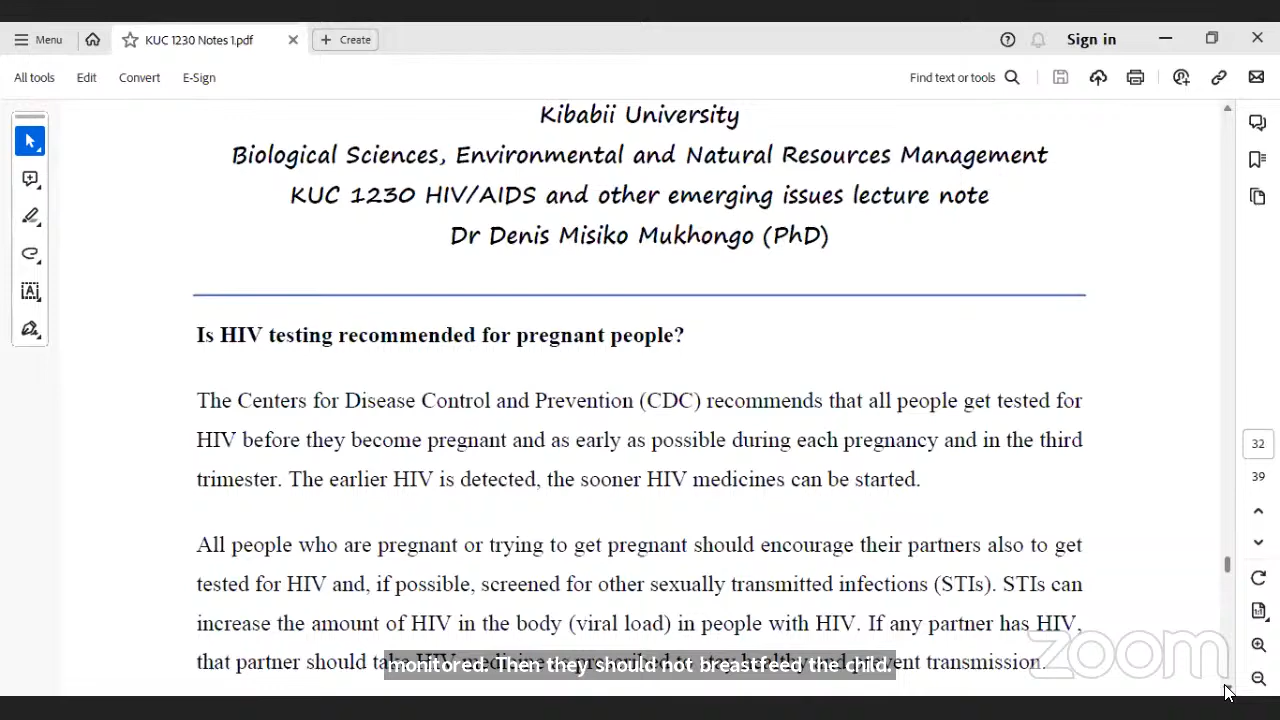 Menu
KUC 1230 Notes 1.pdf
Create
Sign in
All tools
Edit
Convert
E-Sign
Find text or tools
Kibabii University
Biological Sciences, Environmental and Natural Resources Management
KUC 1230 HIV/AIDS and other emerging issues lecture note
Dr Denis Misiko Mukhongo (PhD)
Is HIV testing recommended for pregnant people?
The Centers for Disease Control and Prevention (CDC) recommends that all people get tested for
HIV before they become pregnant and as early as possible during each pregnancy and in the third
trimester. The earlier HIV is detected, the sooner HIV medicines can be started.
All people who are pregnant or trying to get pregnant should encourage their partners also to get
tested for HIV and, if possible, screened for other sexually transmitted infections (STIs). STIs can
increase the amount of HIV in the body (viral load) in people with HIV. If any partner has HIV,
that partner should transmission.
monitored. Then they should not breastfeed the child.
zoom
32
39